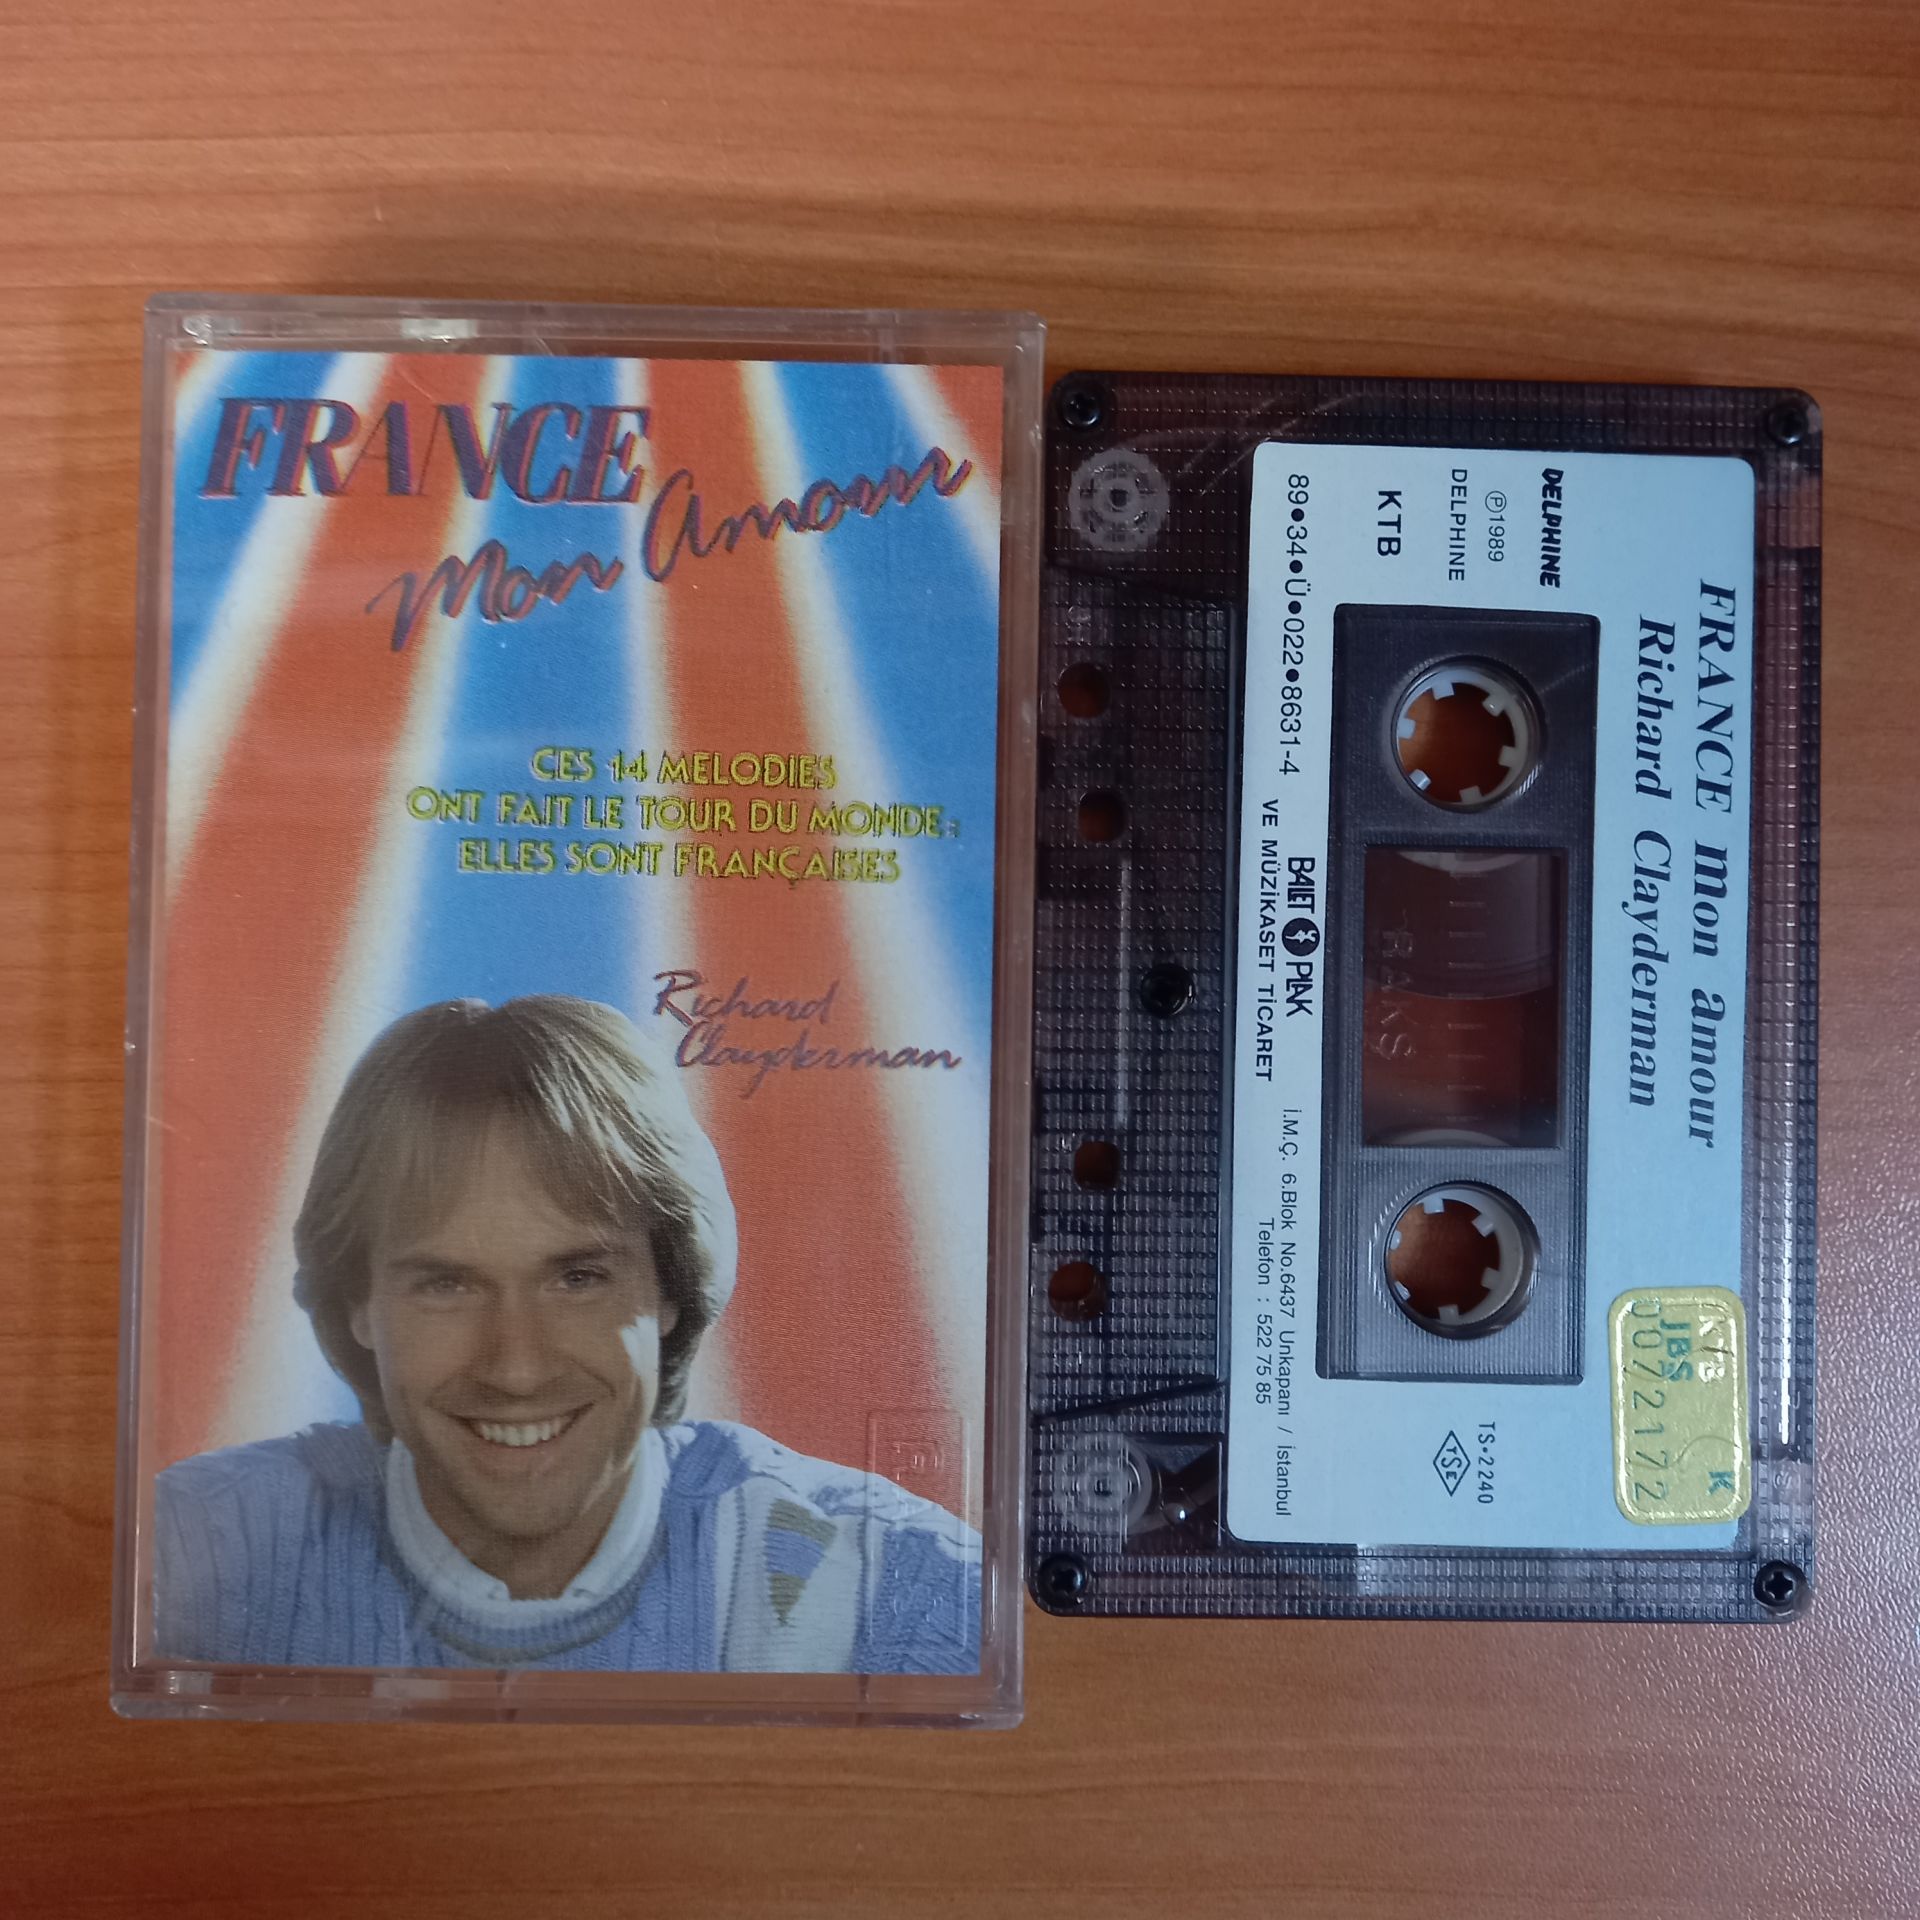 FRANCE
Mon Amour
CES 14 MELODIES
ONT FAIT LE TOUR DU MONDE:
ELLES SONT FRANÇAISES
Richard
Clayderman
FRANCE mon amour
Richard Clayderman
DELPHINE
Ⓟ1989
DELPHINE
KTB
89•34•Ü•022•8631-4
BALET PLAK
VE MÜZİKASET TİCARET
İ.M.Ç. 6.Blok No.6437 Unkapanı / İstanbul
Telefon : 522 75 85
TS•2240
TSE
RAKS
KTB K
JBS
0072172